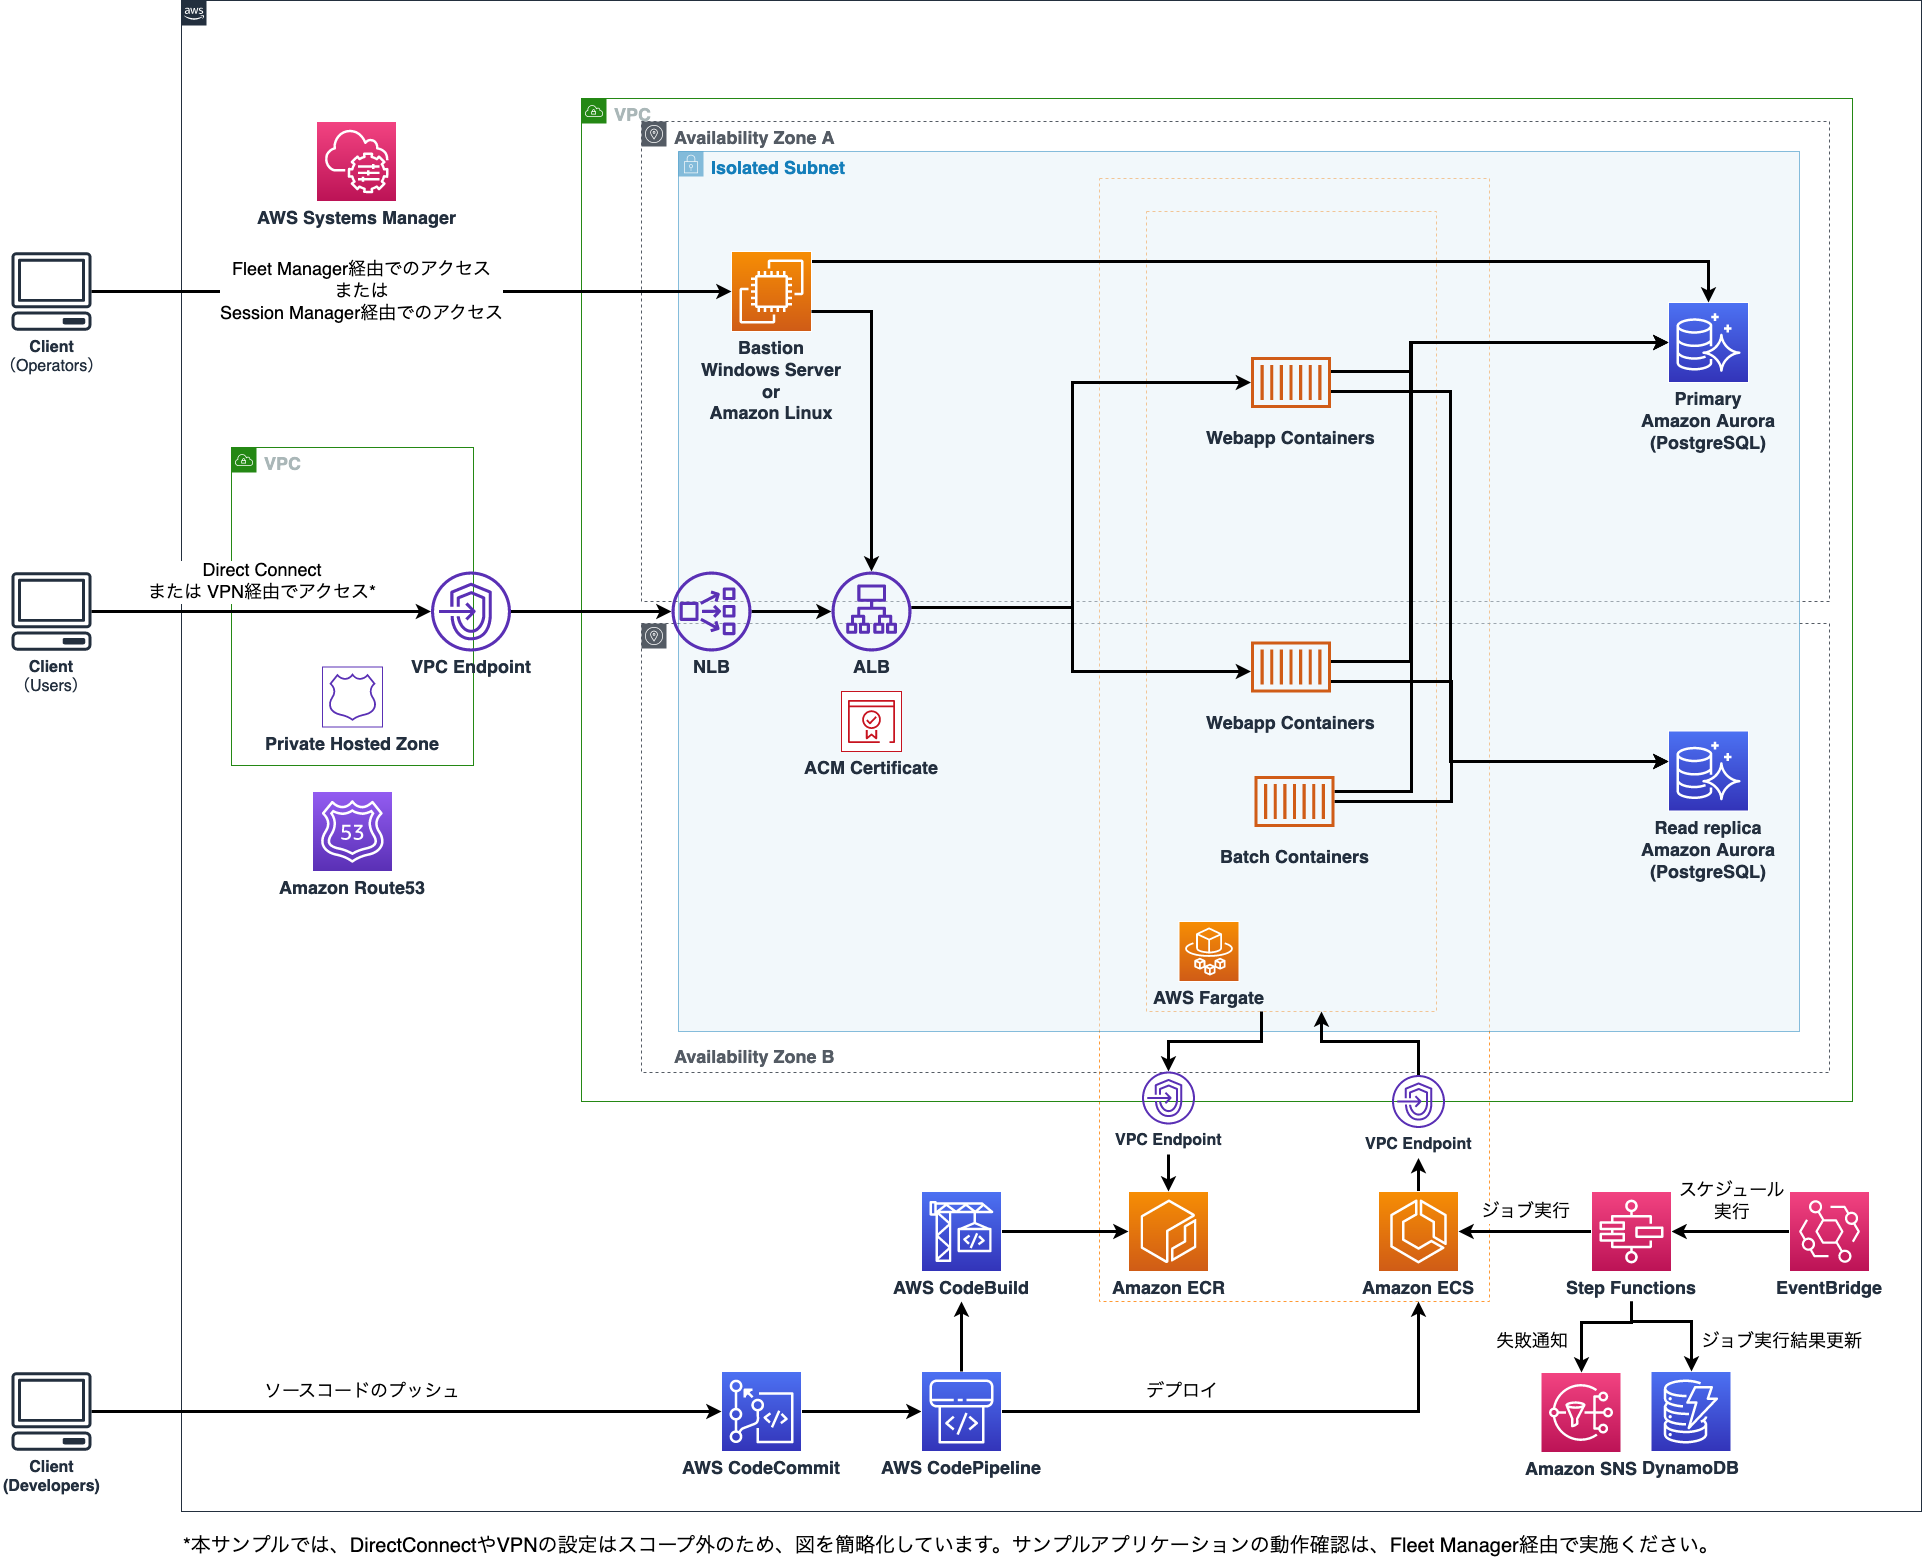 aws
VPC
Availability Zone A
Isolated Subnet
AWS Systems Manager
Fleet Manager経由でのアクセス
または
Session Manager経由でのアクセス
Client
(Operators)
Bastion
Windows Server
or
Amazon Linux
Webapp Containers
Primary
Amazon Aurora
(PostgreSQL)
VPC
Direct Connect
または VPN経由でアクセス*
Client
(Users)
VPC Endpoint
NLB
ALB
Private Hosted Zone
ACM Certificate
Webapp Containers
53
Amazon Route53
Batch Containers
Read replica
Amazon Aurora
(PostgreSQL)
AWS Fargate
Availability Zone B
VPC Endpoint
VPC Endpoint
AWS CodeBuild
Amazon ECR
Amazon ECS
ジョブ実行
Step Functions
スケジュール
実行
EventBridge
失敗通知
ジョブ実行結果更新
ソースコードのプッシュ
デプロイ
Client
(Developers)
AWS CodeCommit
AWS CodePipeline
Amazon SNS
DynamoDB
*本サンプルでは、DirectConnectやVPNの設定はスコープ外のため、図を簡略化しています。サンプルアプリケーションの動作確認は、Fleet Manager経由で実施ください。